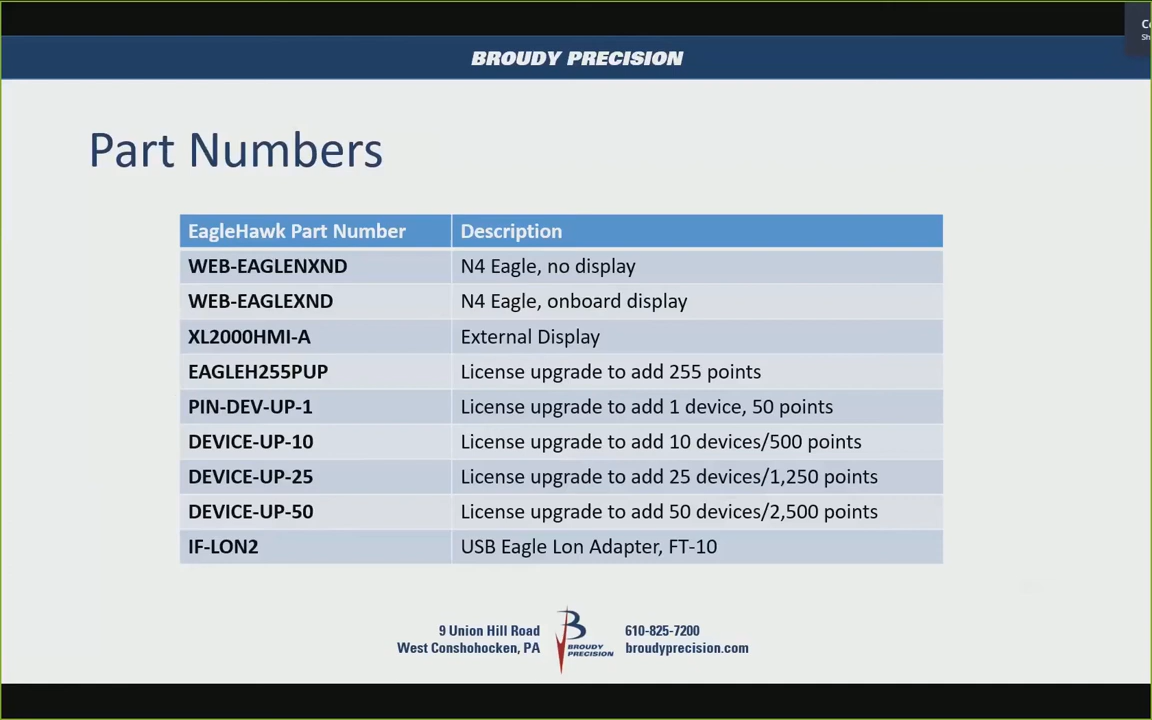 Co
Sh
BROUDY PRECISION
Part Numbers
EagleHawk Part Number Description
WEB-EAGLENXND N4 Eagle, no display
WEB-EAGLEXND N4 Eagle, onboard display
XL2000HMI-A External Display
EAGLEH255PUP License upgrade to add 255 points
PIN-DEV-UP-1 License upgrade to add 1 device, 50 points
DEVICE-UP-10 License upgrade to add 10 devices/500 points
DEVICE-UP-25 License upgrade to add 25 devices/1,250 points
DEVICE-UP-50 License upgrade to add 50 devices/2,500 points
IF-LON2 USB Eagle Lon Adapter, FT-10
9 Union Hill Road
West Conshohocken, PA
B
BROUDY
PRECISION
610-825-7200
broudyprecision.com